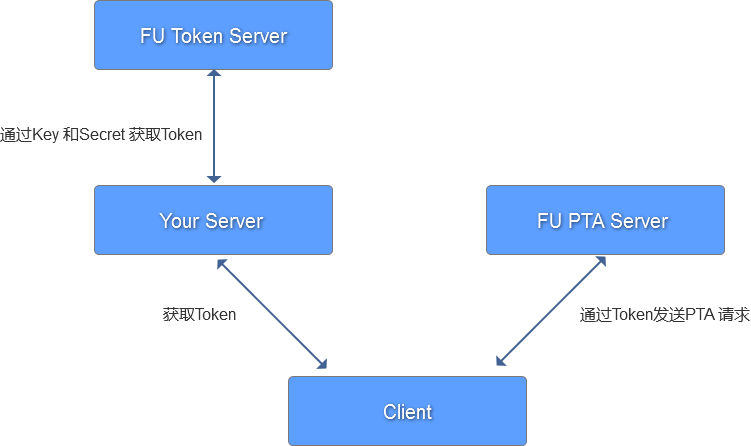 FU Token Server
通过Key 和Secret 获取Token
Your Server
FU PTA Server
获取Token
通过Token发送PTA 请求
Client